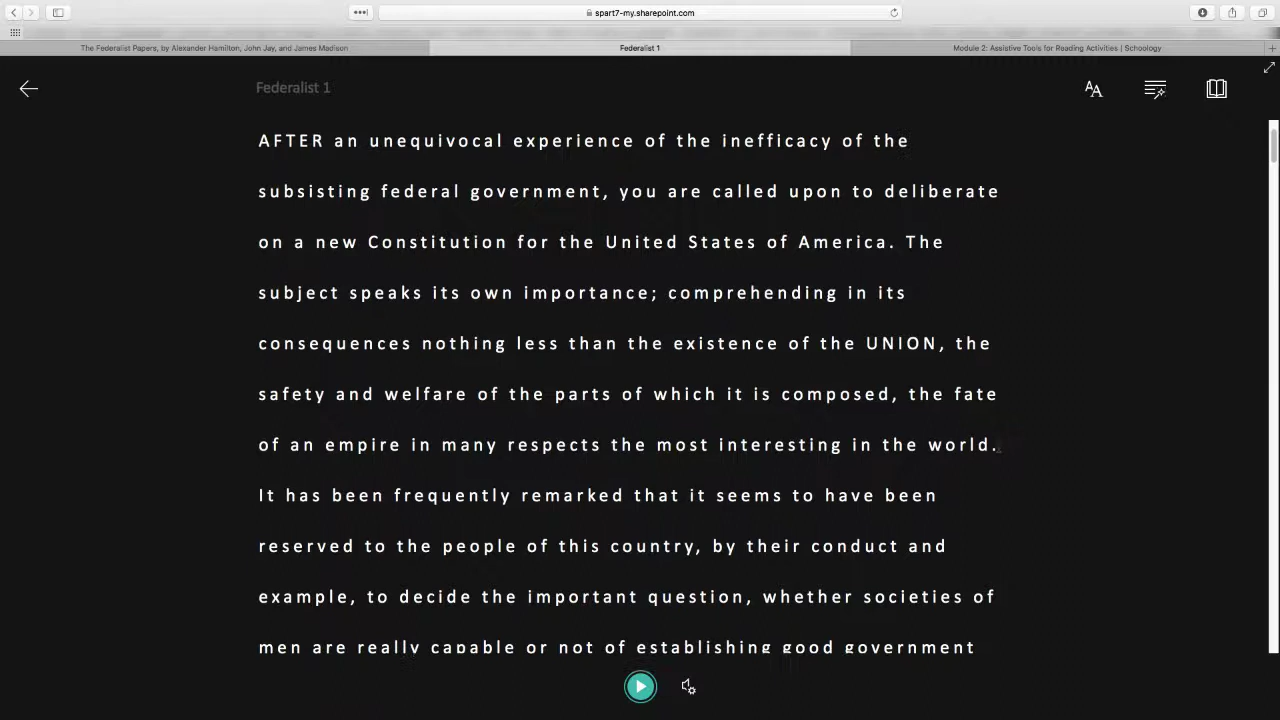 spart7-my.sharepoint.com
The Federalist Papers, by Alexander Hamilton, John Jay, and James Madison
Federalist 1
Module 2: Assistive Tools for Reading Activities | Schoology
Federalist 1
AA
AFTER an unequivocal experience of the inefficacy of the
subsisting federal government, you are called upon to deliberate
on a new Constitution for the United States of America. The
subject speaks its own importance; comprehending in its
consequences nothing less than the existence of the UNION, the
safety and welfare of the parts of which it is composed, the fate
of an empire in many respects the most interesting in the world.
It has been frequently remarked that it seems to have been
reserved to the people of this country, by their conduct and
example, to decide the important question, whether societies of
men are really capable or not of establishing good government